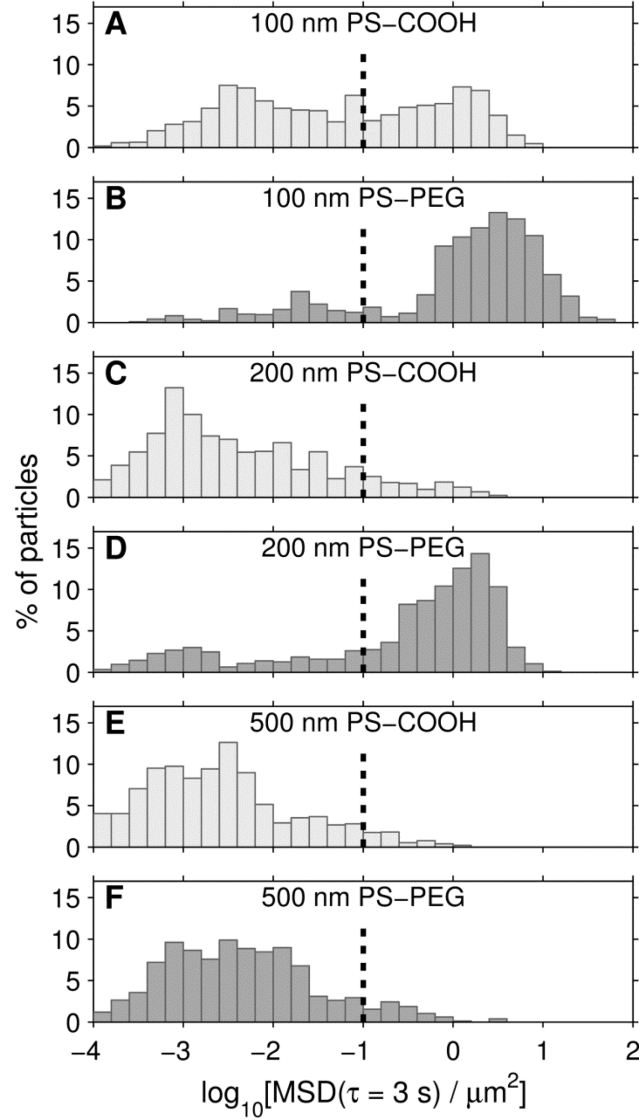 A
100 nm PS−COOH
15
10
5
0
B
100 nm PS−PEG
15
10
5
0
C
200 nm PS−COOH
15
10
5
0
D
200 nm PS−PEG
15
10
5
0
E
500 nm PS−COOH
15
10
5
0
F
500 nm PS−PEG
15
10
5
0
% of particles
−4 −3 −2 −1 0 1 2
log₁₀[MSD(τ = 3 s) / μm²]